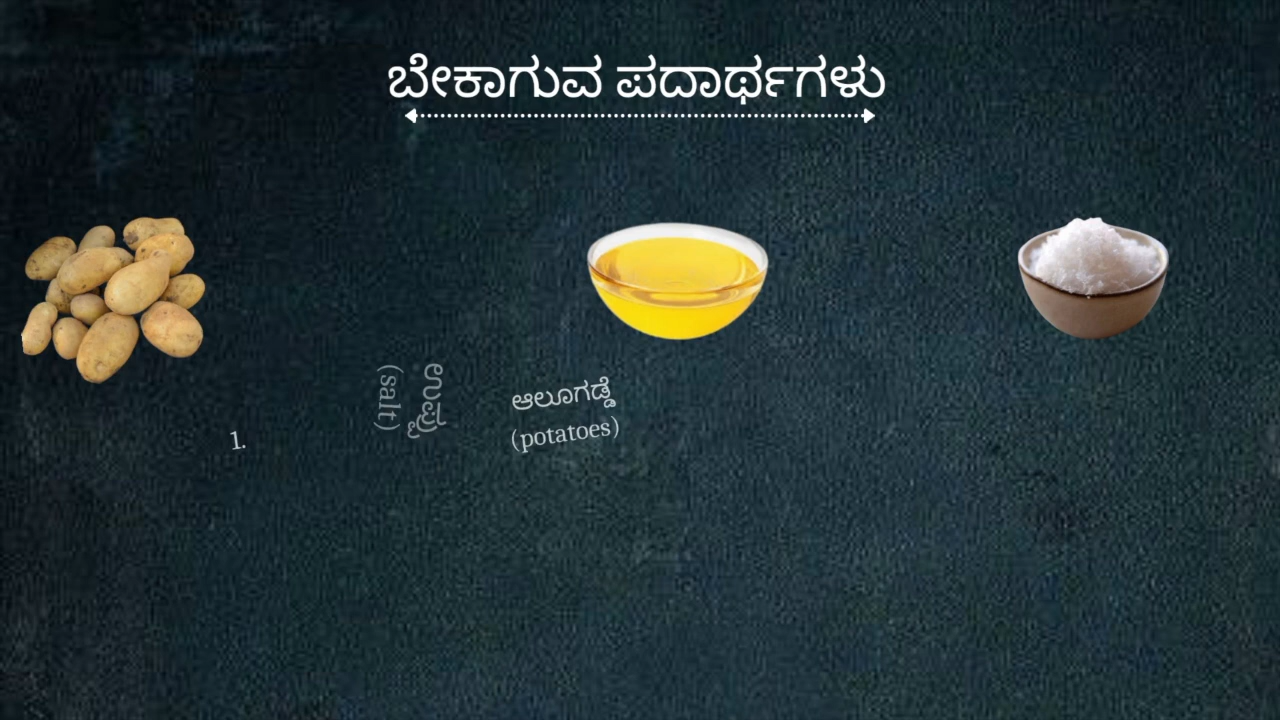 ಬೇಕಾಗುವ ಪದಾರ್ಥಗಳು
1.
ಉಪ್ಪು
(salt)
ಆಲೂಗಡ್ಡೆ
(potatoes)